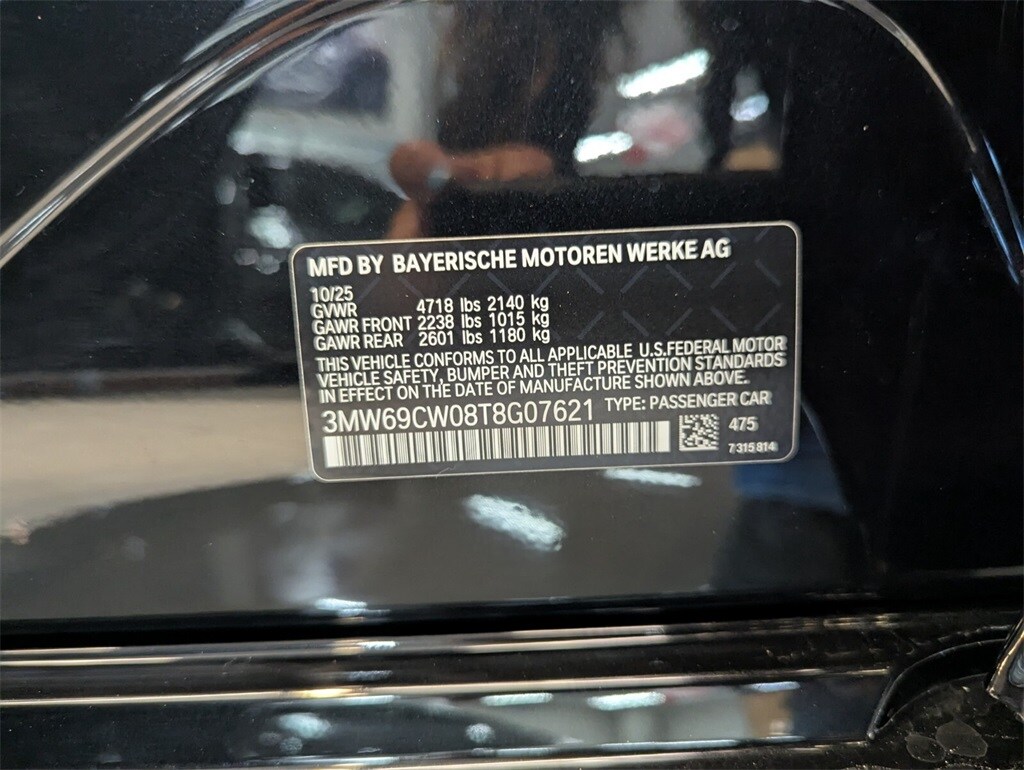 MFD BY BAYERISCHE MOTOREN WERKE AG
10/25
GVWR 4718 lbs 2140 kg
GAWR FRONT 2238 lbs 1015 kg
GAWR REAR 2601 lbs 1180 kg
THIS VEHICLE CONFORMS TO ALL APPLICABLE U.S.FEDERAL MOTOR
VEHICLE SAFETY, BUMPER AND THEFT PREVENTION STANDARDS
IN EFFECT ON THE DATE OF MANUFACTURE SHOWN ABOVE.
3MW69CW08T8G07621 TYPE: PASSENGER CAR
475
7 315 814